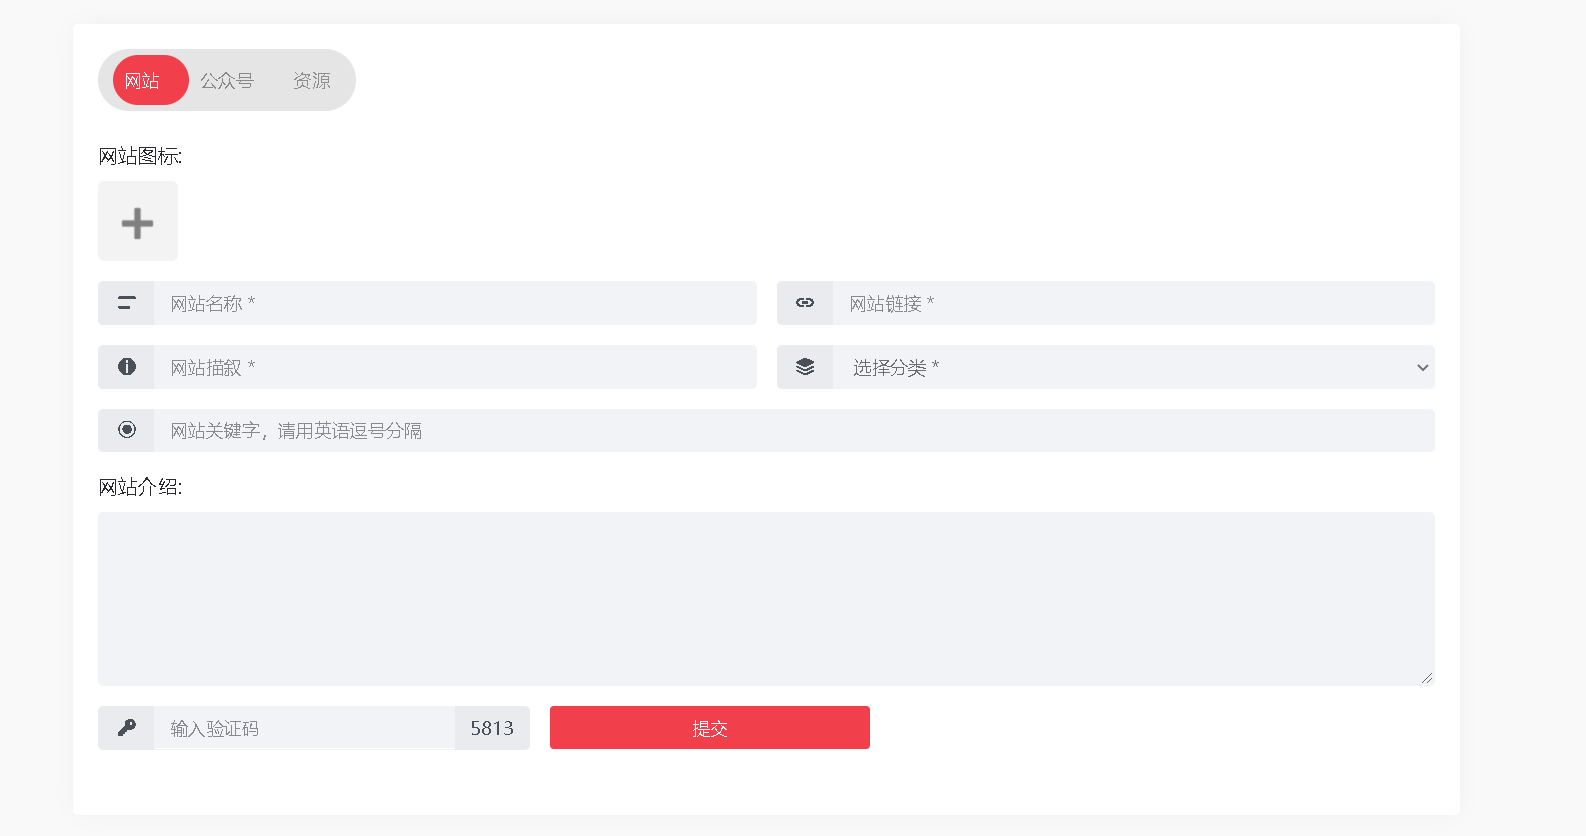 网站 公众号 资源
网站图标:
网站名称 * 网站链接 *
网站描叙 * 选择分类 *
网站关键字，请用英语逗号分隔
网站介绍:
输入验证码 5813 提交